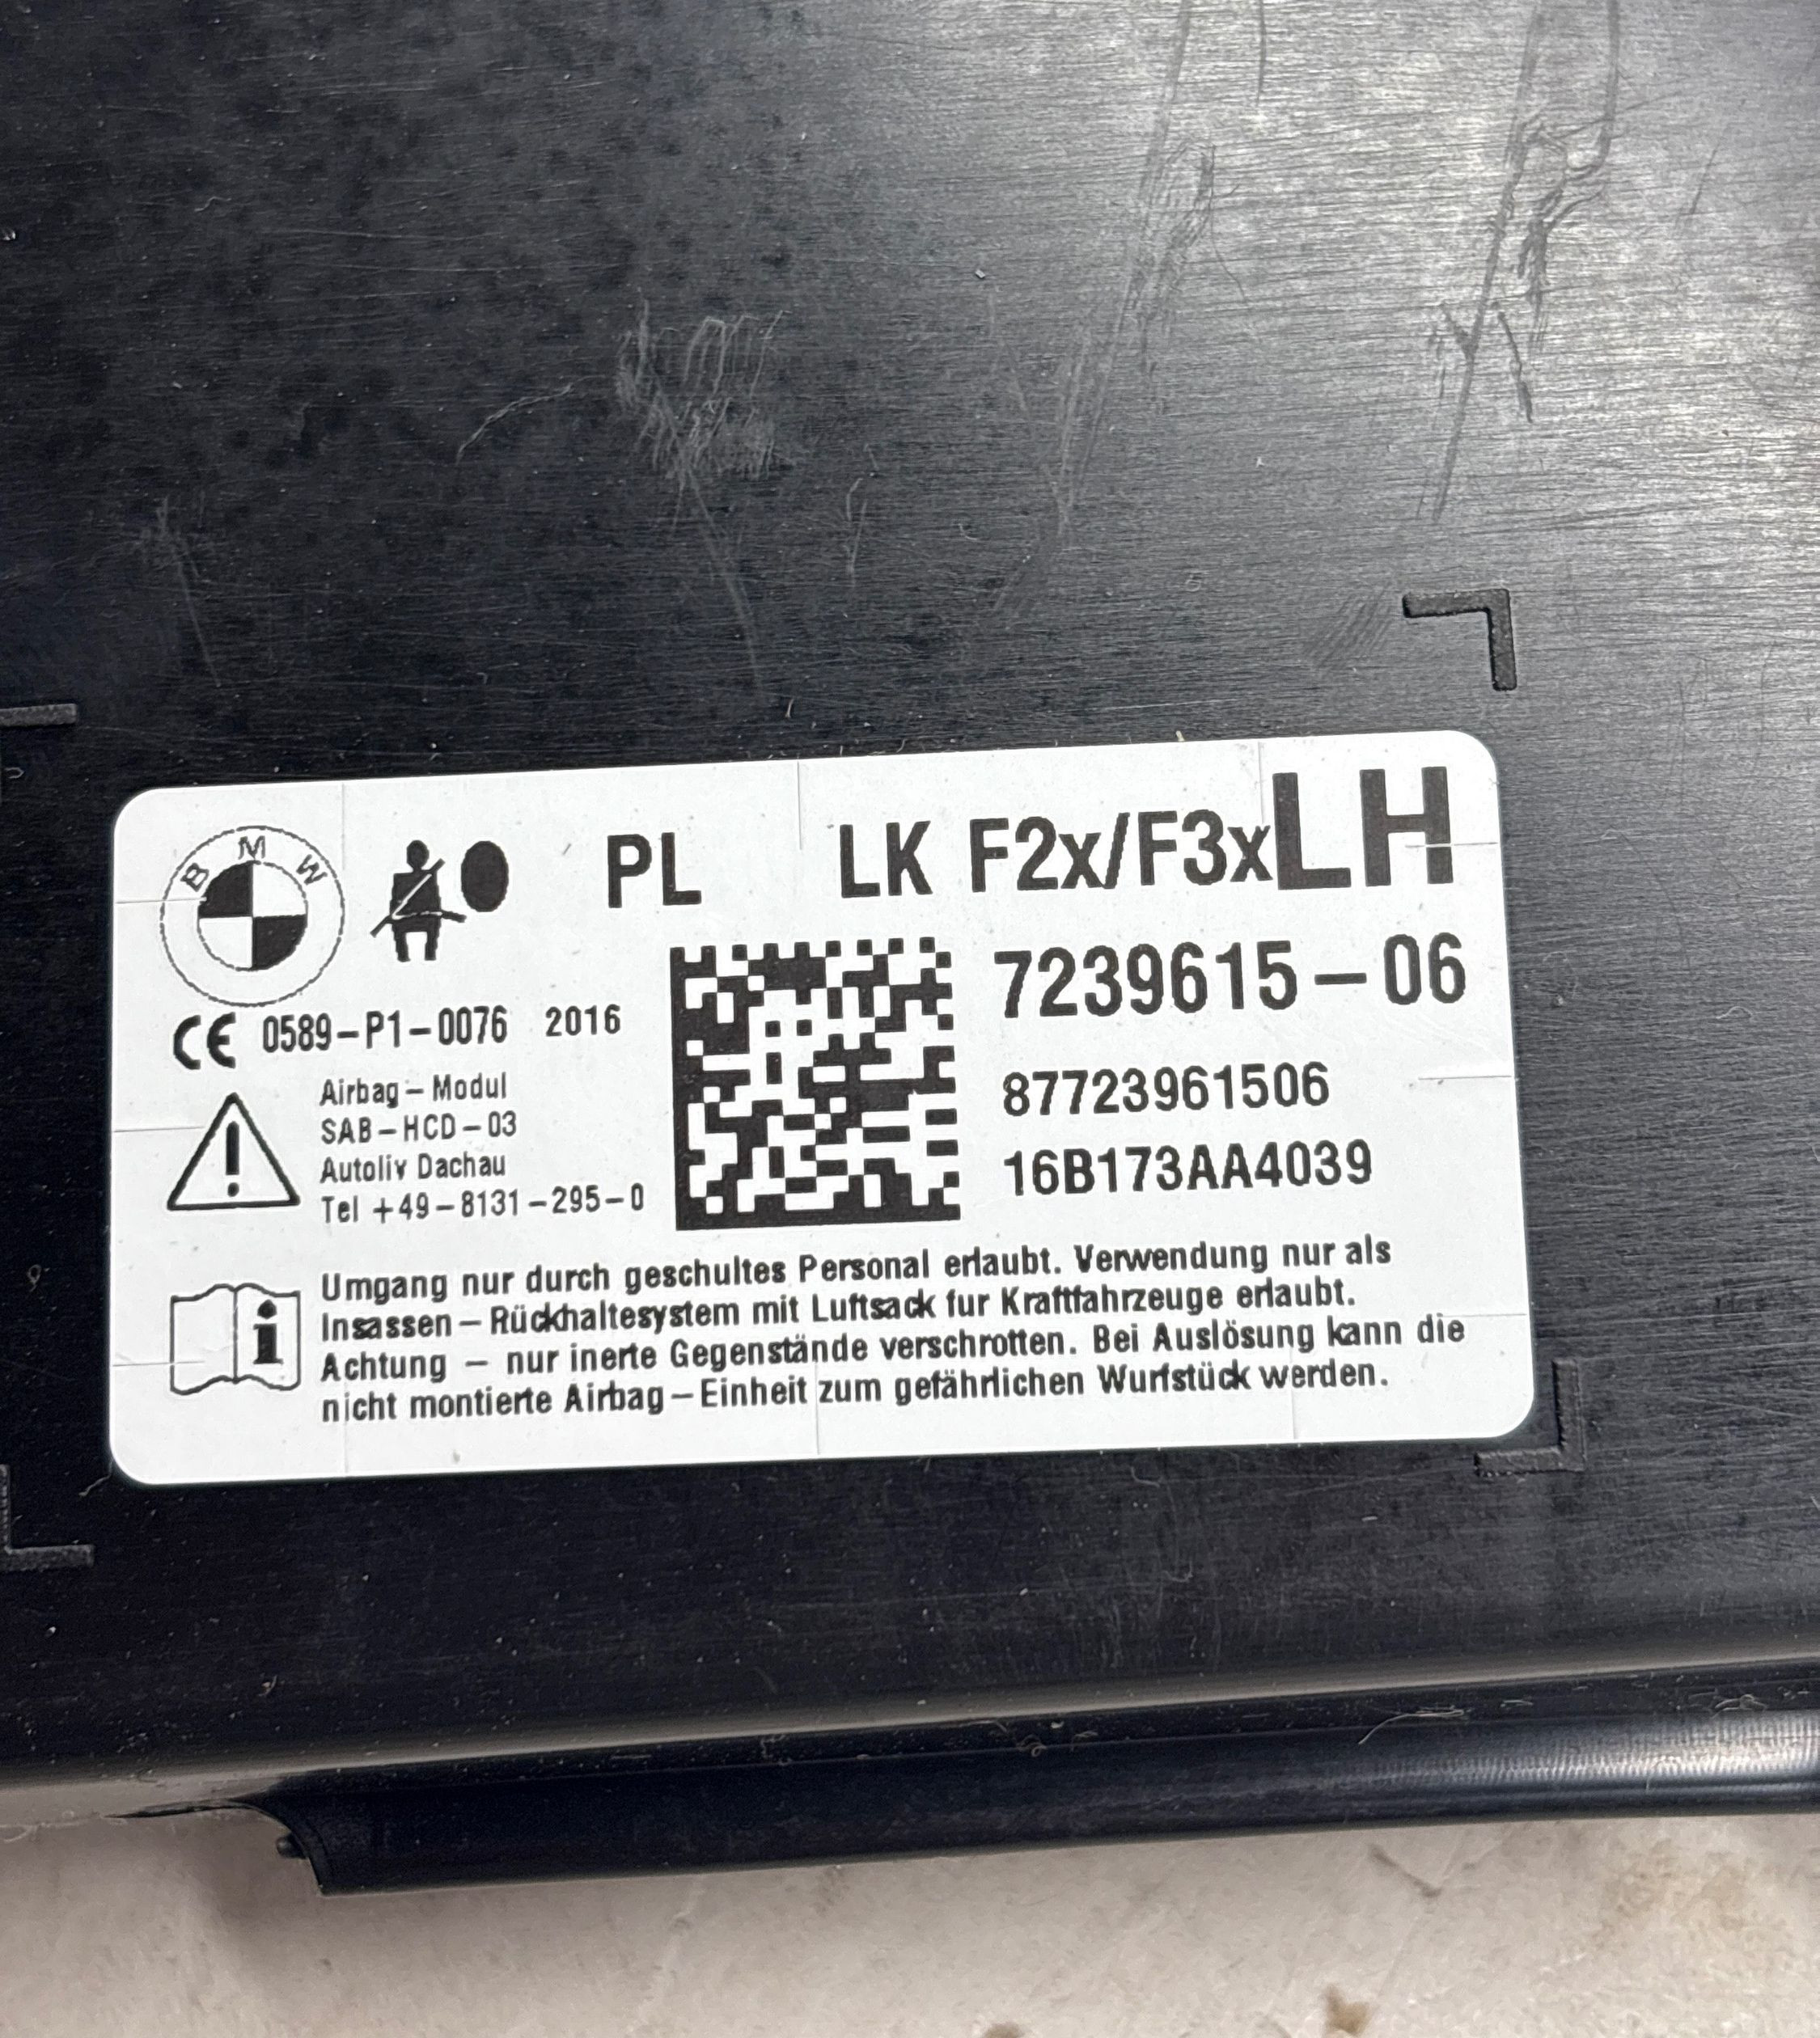 BMW
PL LK F2x/F3x LH
7239615-06
CE 0589-P1-0076 2016
87723961506
16B173AA4039
Airbag-Modul
SAB-HCD-03
Autoliv Dachau
Tel +49-8131-295-0
Umgang nur durch geschultes Personal erlaubt. Verwendung nur als
Insassen-Rückhaltesystem mit Luftsack fur Kraftfahrzeuge erlaubt.
Achtung - nur inerte Gegenstände verschrotten. Bei Auslösung kann die
nicht montierte Airbag-Einheit zum gefährlichen Wurfstück werden.